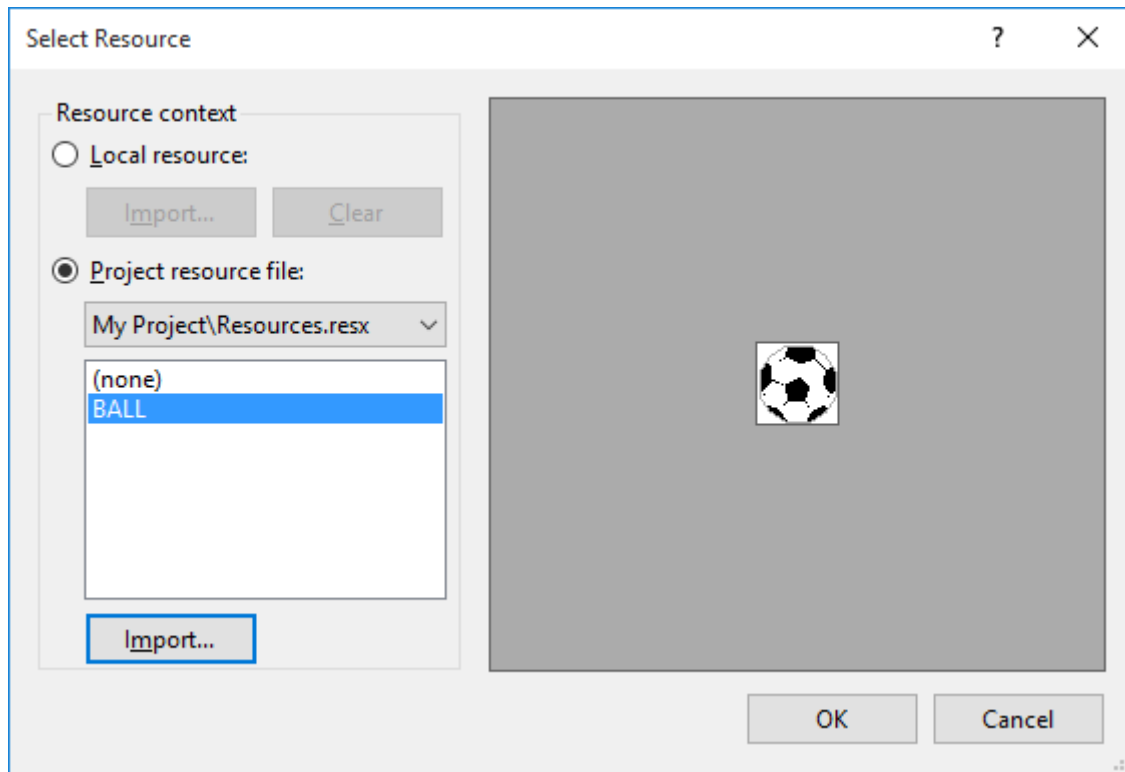 Select Resource
?
Resource context
Local resource:
Import... Clear
Project resource file:
My Project\Resources.resx
(none)
BALL
Import...
OK Cancel